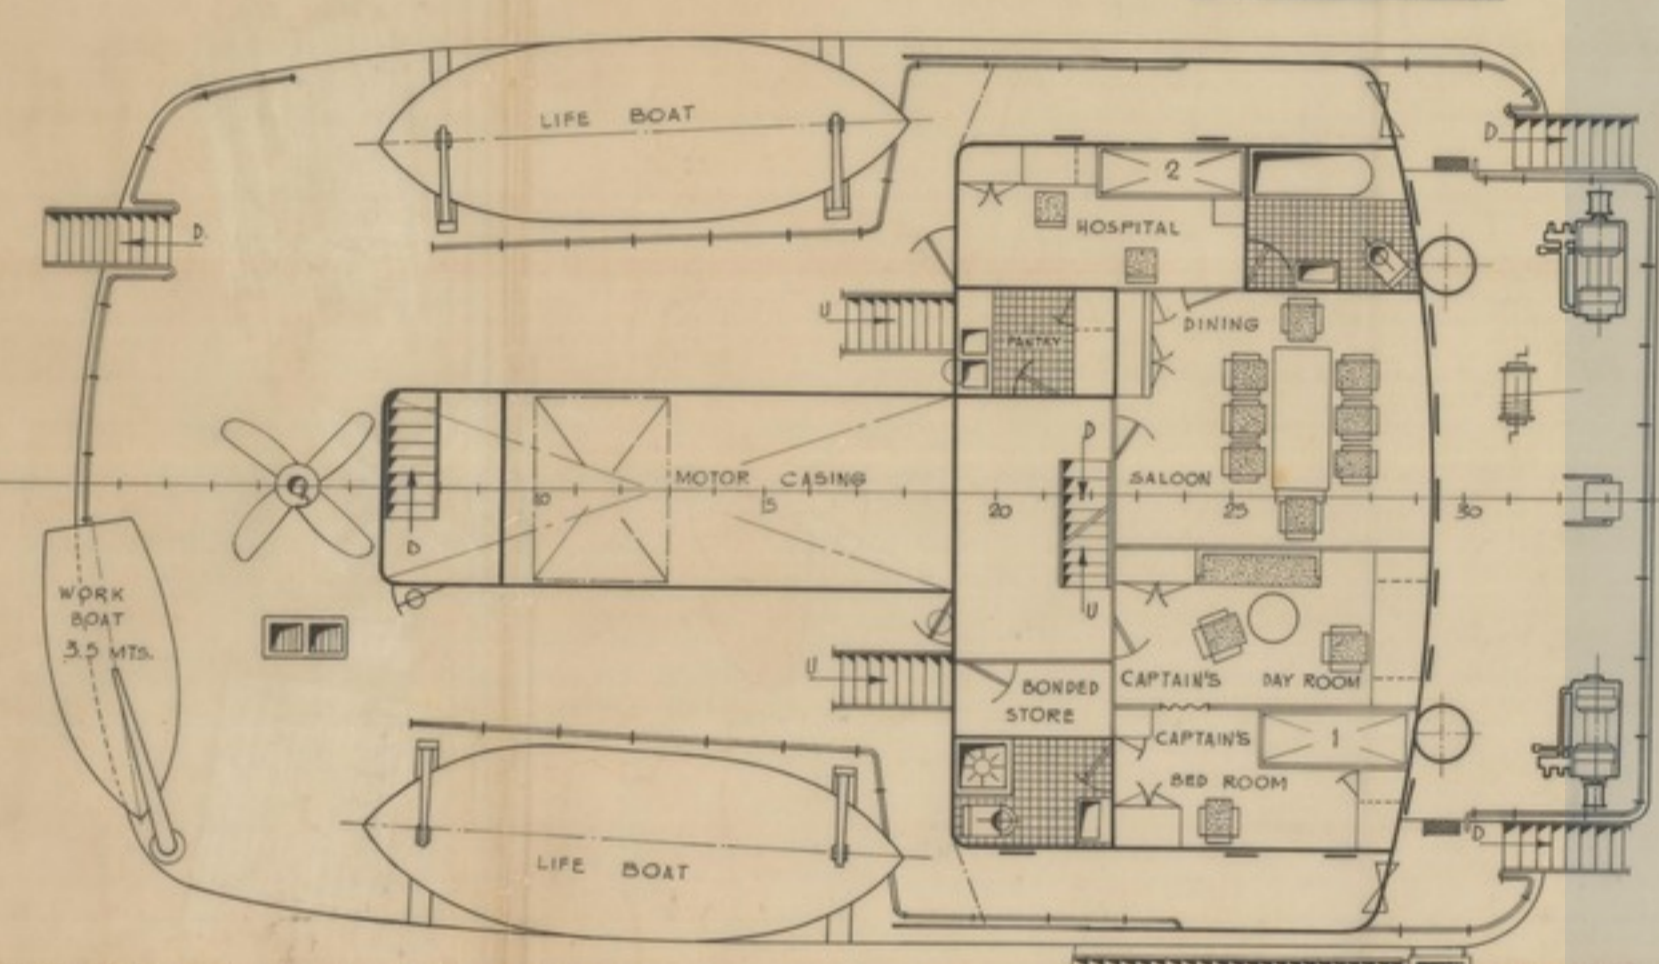 LIFE BOAT
D
2
HOSPITAL
D.
U
PANTRY
DINING
D
MOTOR CASING
SALOON
10
15
20
25
30
D
U
WORK
BOAT
3.5 MTS.
U
BONDED
STORE
CAPTAIN'S DAY ROOM
CAPTAIN'S
BED ROOM
1
D
LIFE BOAT